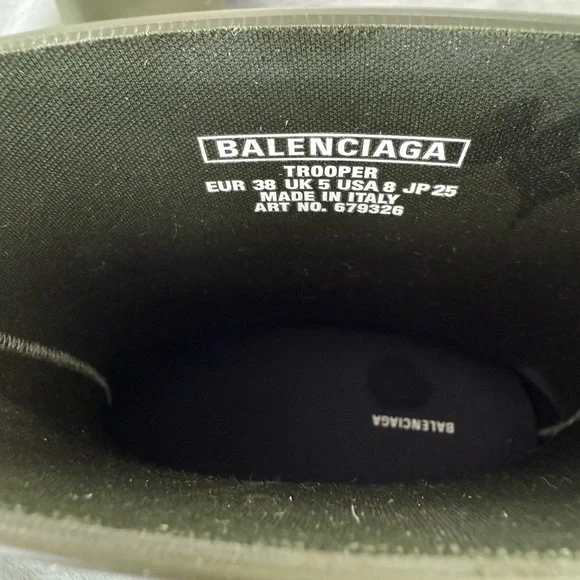 BALENCIAGA
TROOPER
EUR 38 UK 5 USA 8 JP 25
MADE IN ITALY
ART NO. 679326
BALENCIAGA